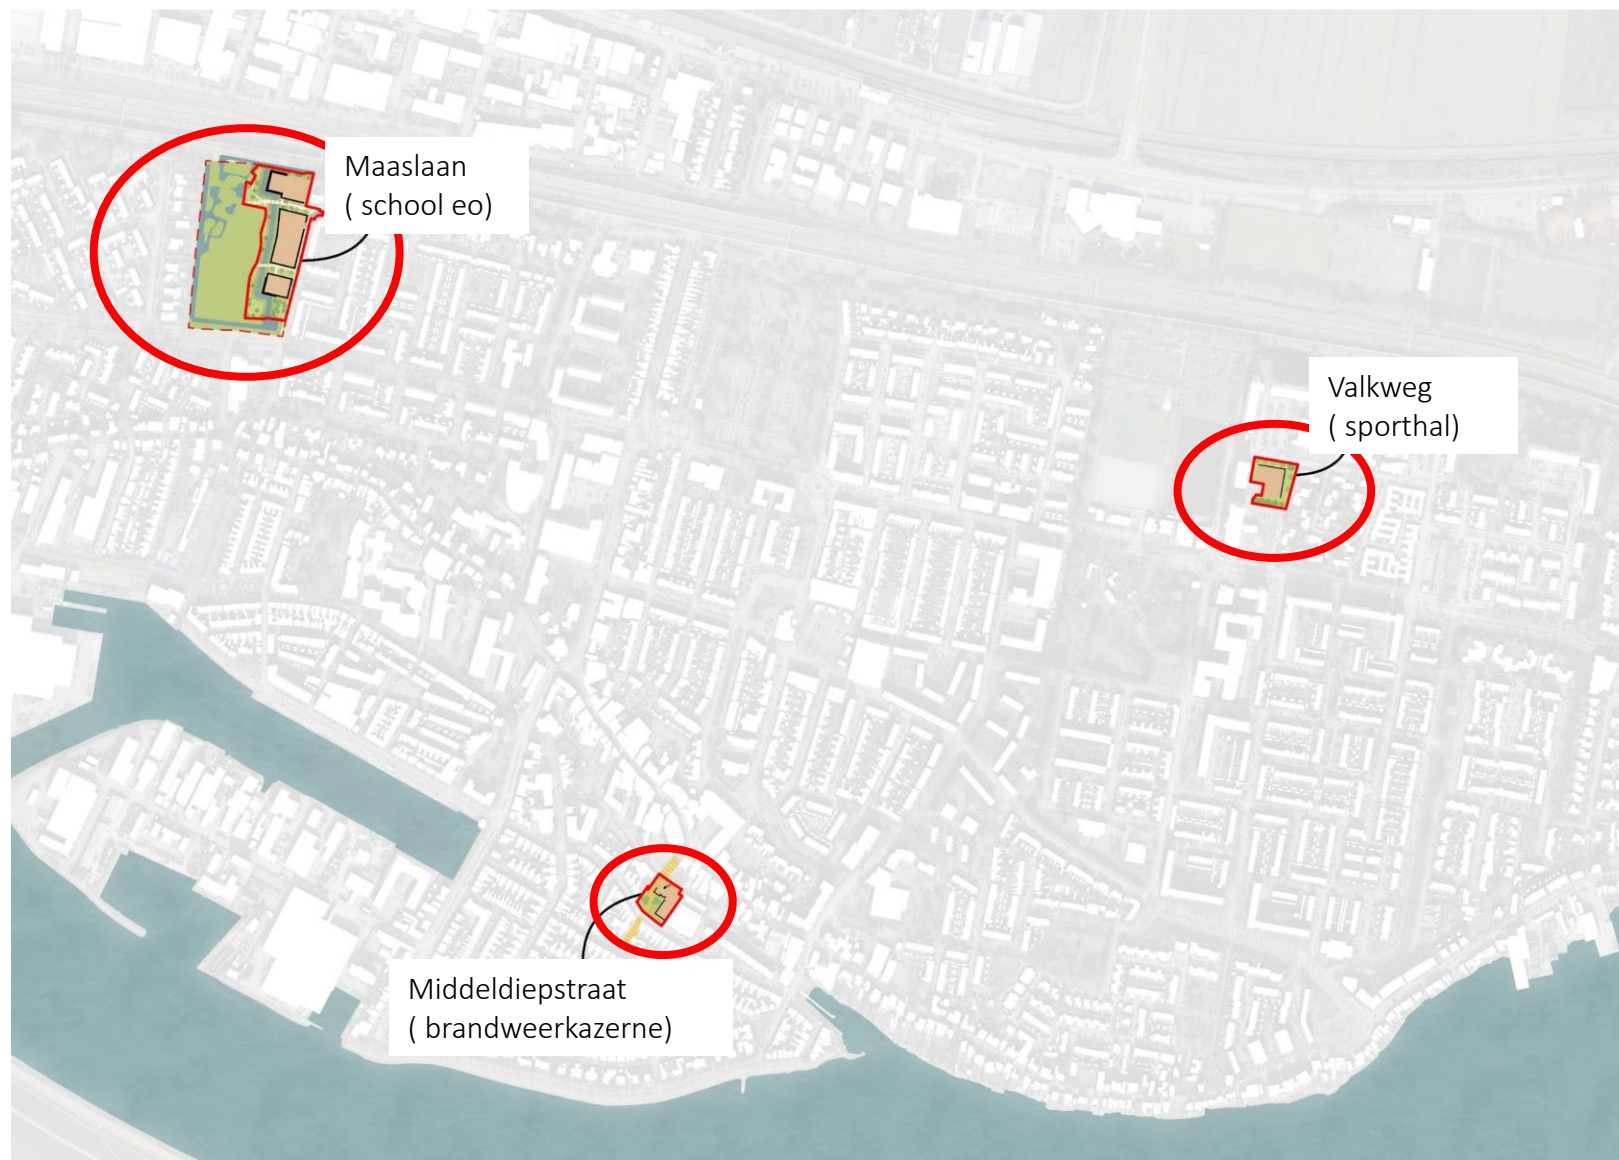 Maaslaan
( school eo)
Valkweg
( sporthal)
Middeldiepstraat
( brandweerkazerne)